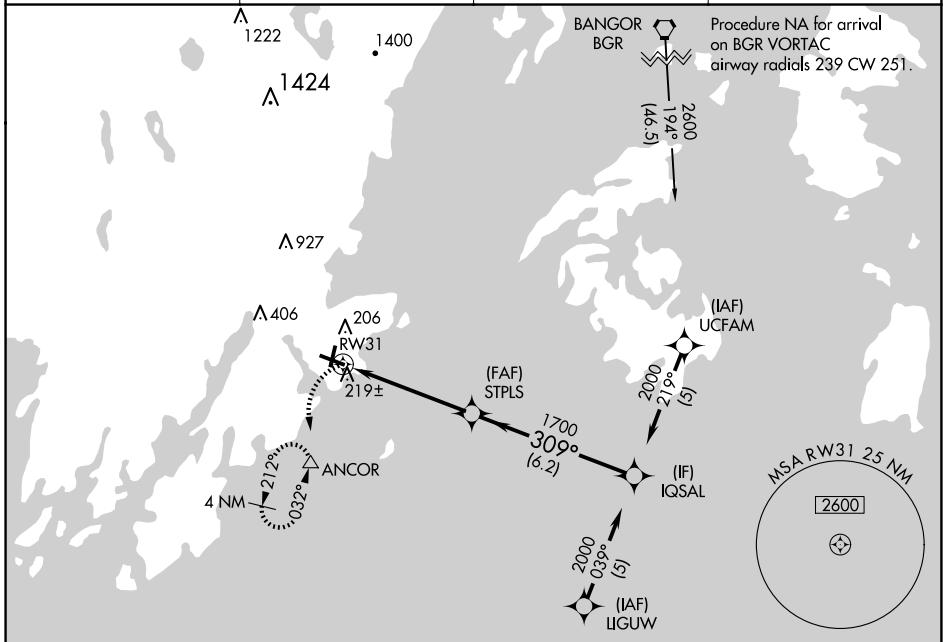 1222
1400
1424
BANGOR
BGR
Procedure NA for arrival
on BGR VORTAC
airway radials 239 CW 251.
2600
194°
(46.5)
927
406
206
RW31
219±
(IAF)
UCFAM
2000
219°
(5)
(FAF)
STPLS
1700
309°
(6.2)
(IF)
IQSAL
ANCOR
212°
032°
4 NM
2000
039°
(5)
(IAF)
LIGUW
MSA RW31 25 NM
2600